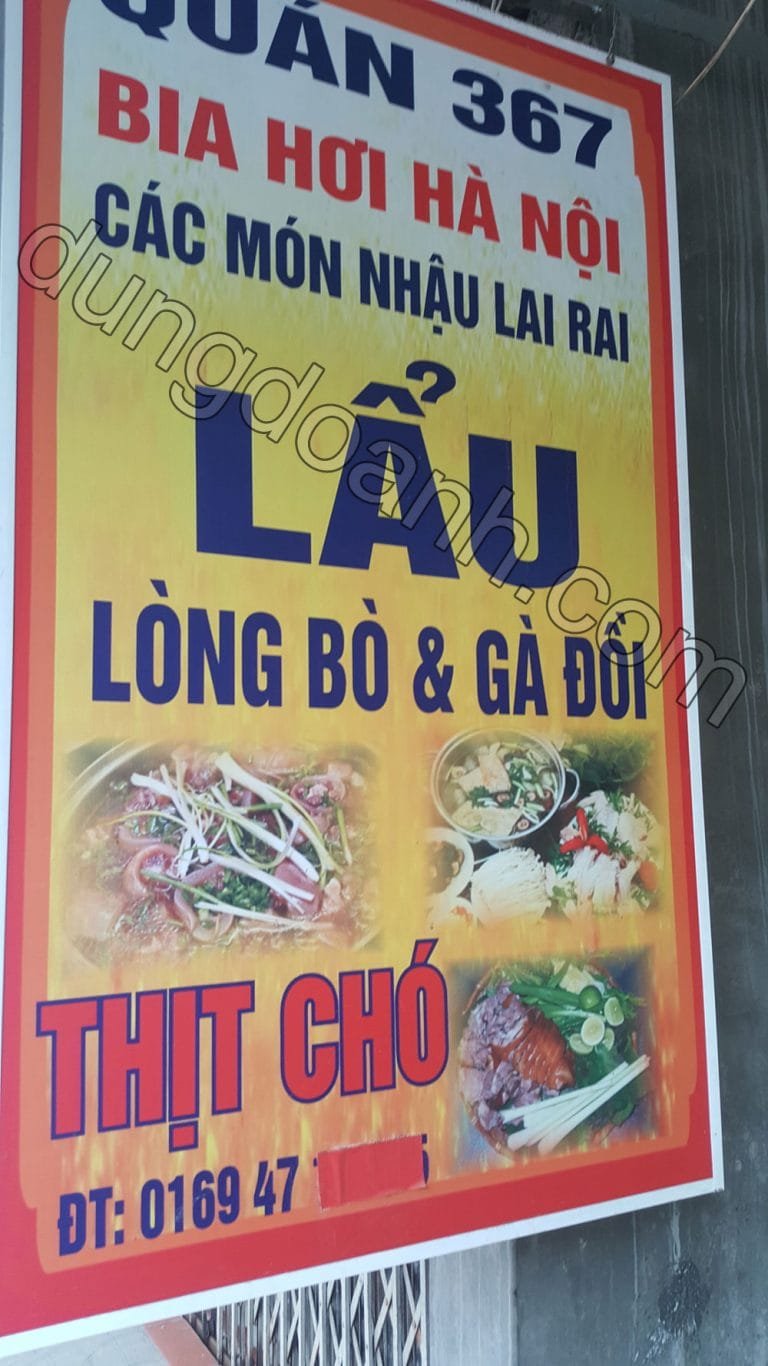 QUÁN 367
BIA HƠI HÀ NỘI
CÁC MÓN NHẬU LAI RAI
LẨU
LÒNG BÒ & GÀ ĐỒI
THỊT CHÓ
ĐT: 0169 47
dungdoanh.com